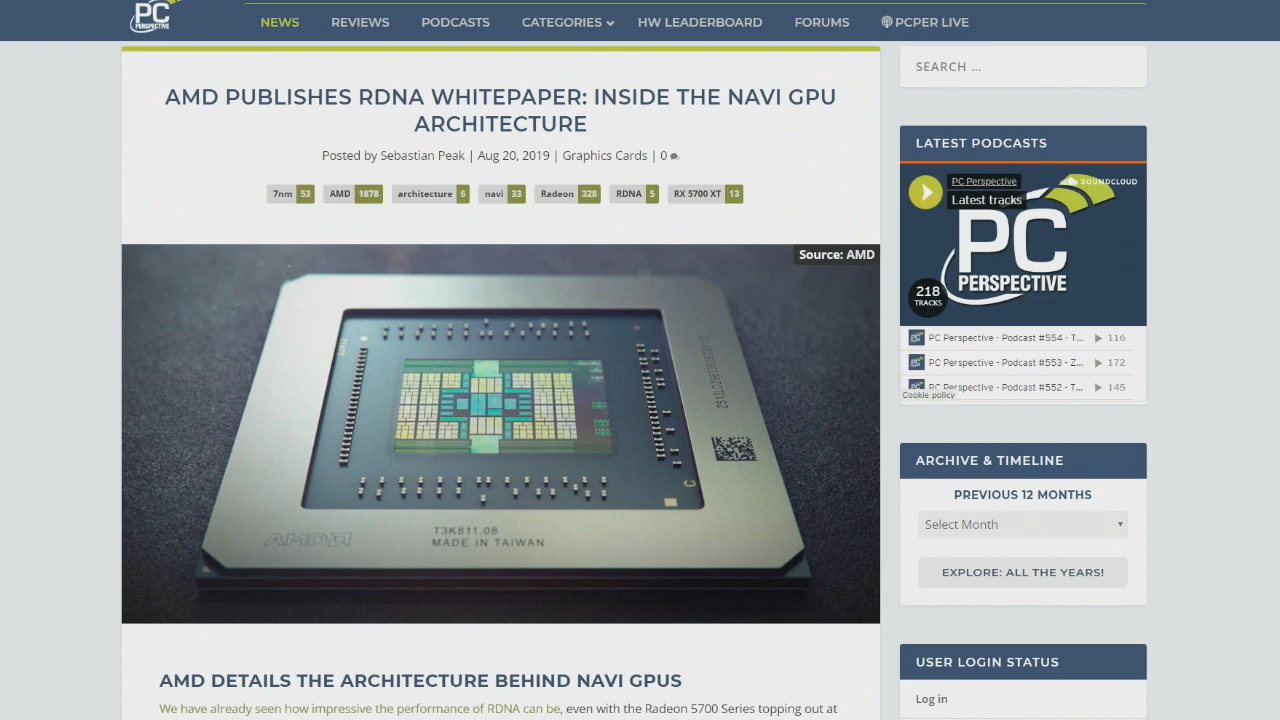 PC
PERSPECTIVE
NEWS
REVIEWS
PODCASTS
CATEGORIES
HW LEADERBOARD
FORUMS
PCPER LIVE
AMD PUBLISHES RDNA WHITEPAPER: INSIDE THE NAVI GPU
ARCHITECTURE
Posted by Sebastian Peak | Aug 20, 2019 | Graphics Cards | 0
7nm 53
AMD 1878
architecture 6
navi 33
Radeon 328
RDNA 5
RX 5700 XT 13
Source: AMD
AMD
T3K811.08
MADE IN TAIWAN
AMD DETAILS THE ARCHITECTURE BEHIND NAVI GPUS
We have already seen how impressive the performance of RDNA can be, even with the Radeon 5700 Series topping out at
SEARCH …
LATEST PODCASTS
PC Perspective
Latest tracks
SOUNDCLOUD
PC
PERSPECTIVE
218
TRACKS
PC Perspective - Podcast #554 - T... 116
PC Perspective - Podcast #553 - Z... 172
PC Perspective - Podcast #552 - T... 145
Cookie policy
ARCHIVE & TIMELINE
PREVIOUS 12 MONTHS
Select Month
EXPLORE: ALL THE YEARS!
USER LOGIN STATUS
Log in